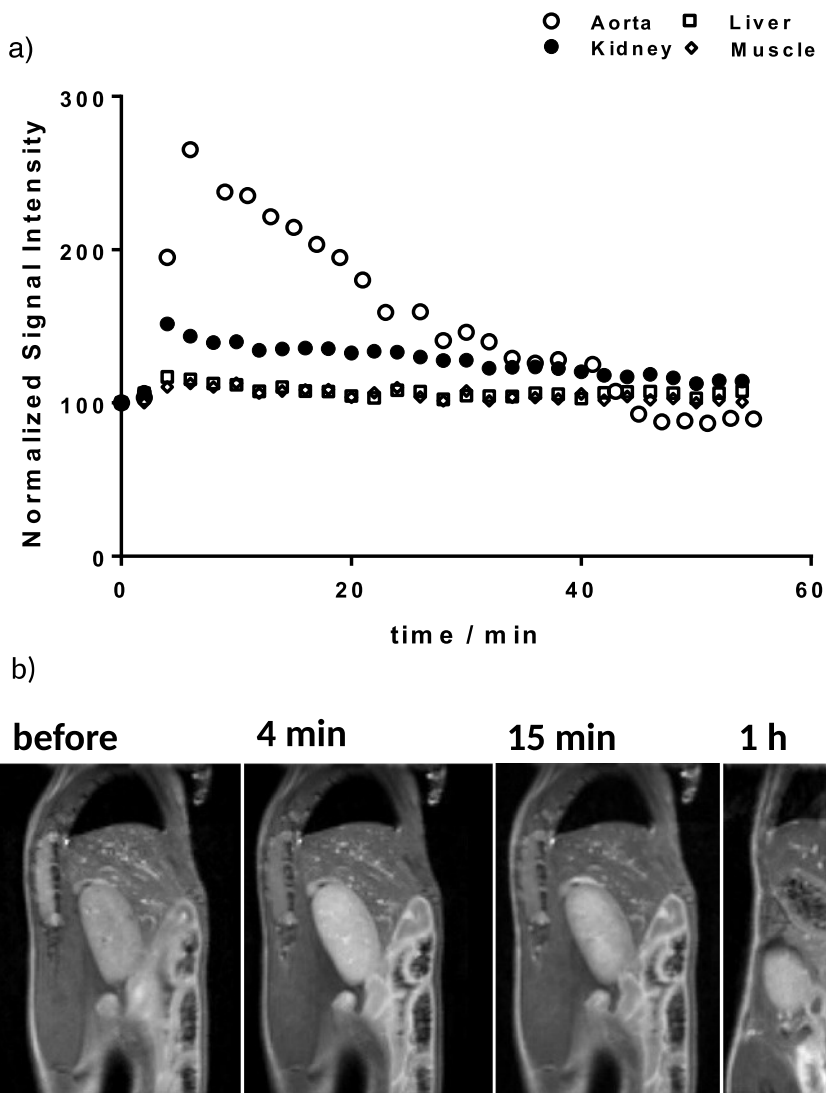 Aorta Liver
a) Kidney Muscle
300
200
100
0
Normalized Signal Intensity
0 20 40 60
time / min
b)
before 4 min 15 min 1 h